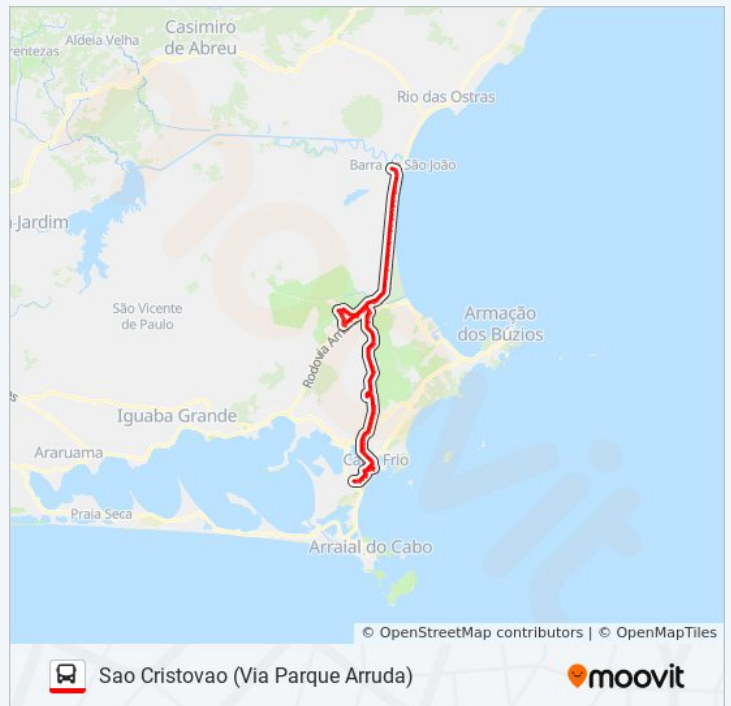 Casimiro
de Abreu
Aldeia Velha
rentezas
Rio das Ostras
Barra
São João
Jardim
São Vicente
de Paulo
Armação
dos Búzios
Rodovia Am
Iguaba Grande
Araruama
Cabo Frio
Praia Seca
Arraial do Cabo
© OpenStreetMap contributors | © OpenMapTiles
Sao Cristovao (Via Parque Arruda)
moovit